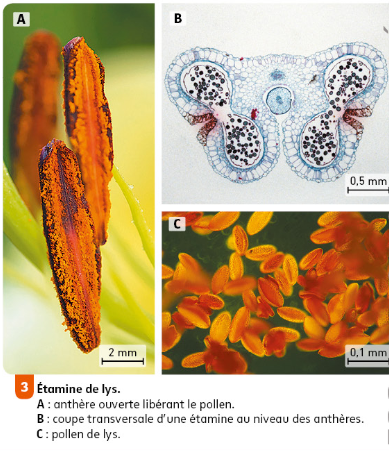 A
2 mm
B
0,5 mm
C
0,1 mm
3 Étamine de lys.
A : anthère ouverte libérant le pollen.
B : coupe transversale d'une étamine au niveau des anthères.
C : pollen de lys.